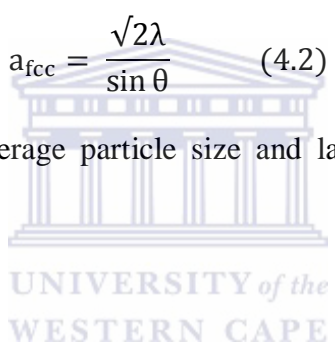 a_fcc = √2λ / sin θ (4.2)
erage particle size and la
UNIVERSITY of the
WESTERN CAPE